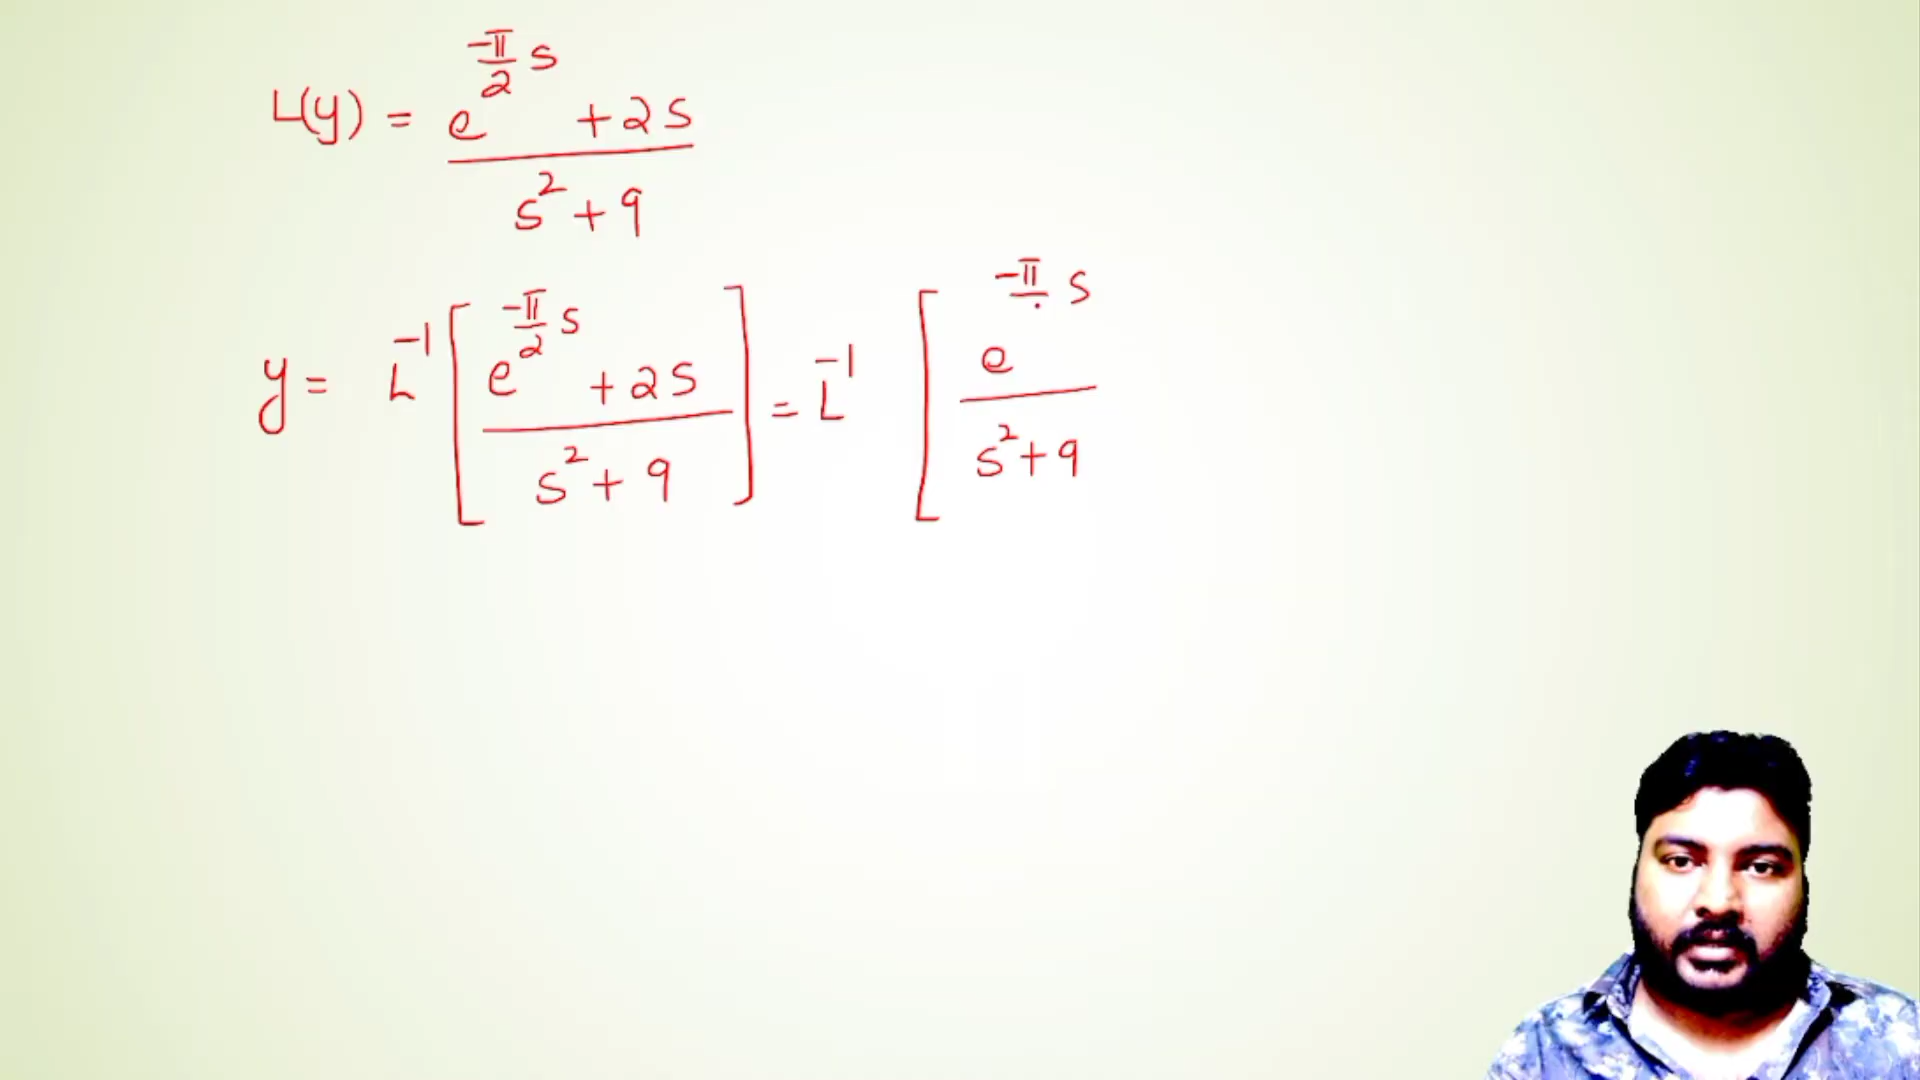 L(y) = (e^(-π/2 s) + 2s) / (s² + 9)
y = L⁻¹ [ (e^(-π/2 s) + 2s) / (s² + 9) ] = L⁻¹ [ e^(-π/. s) / (s² + 9)